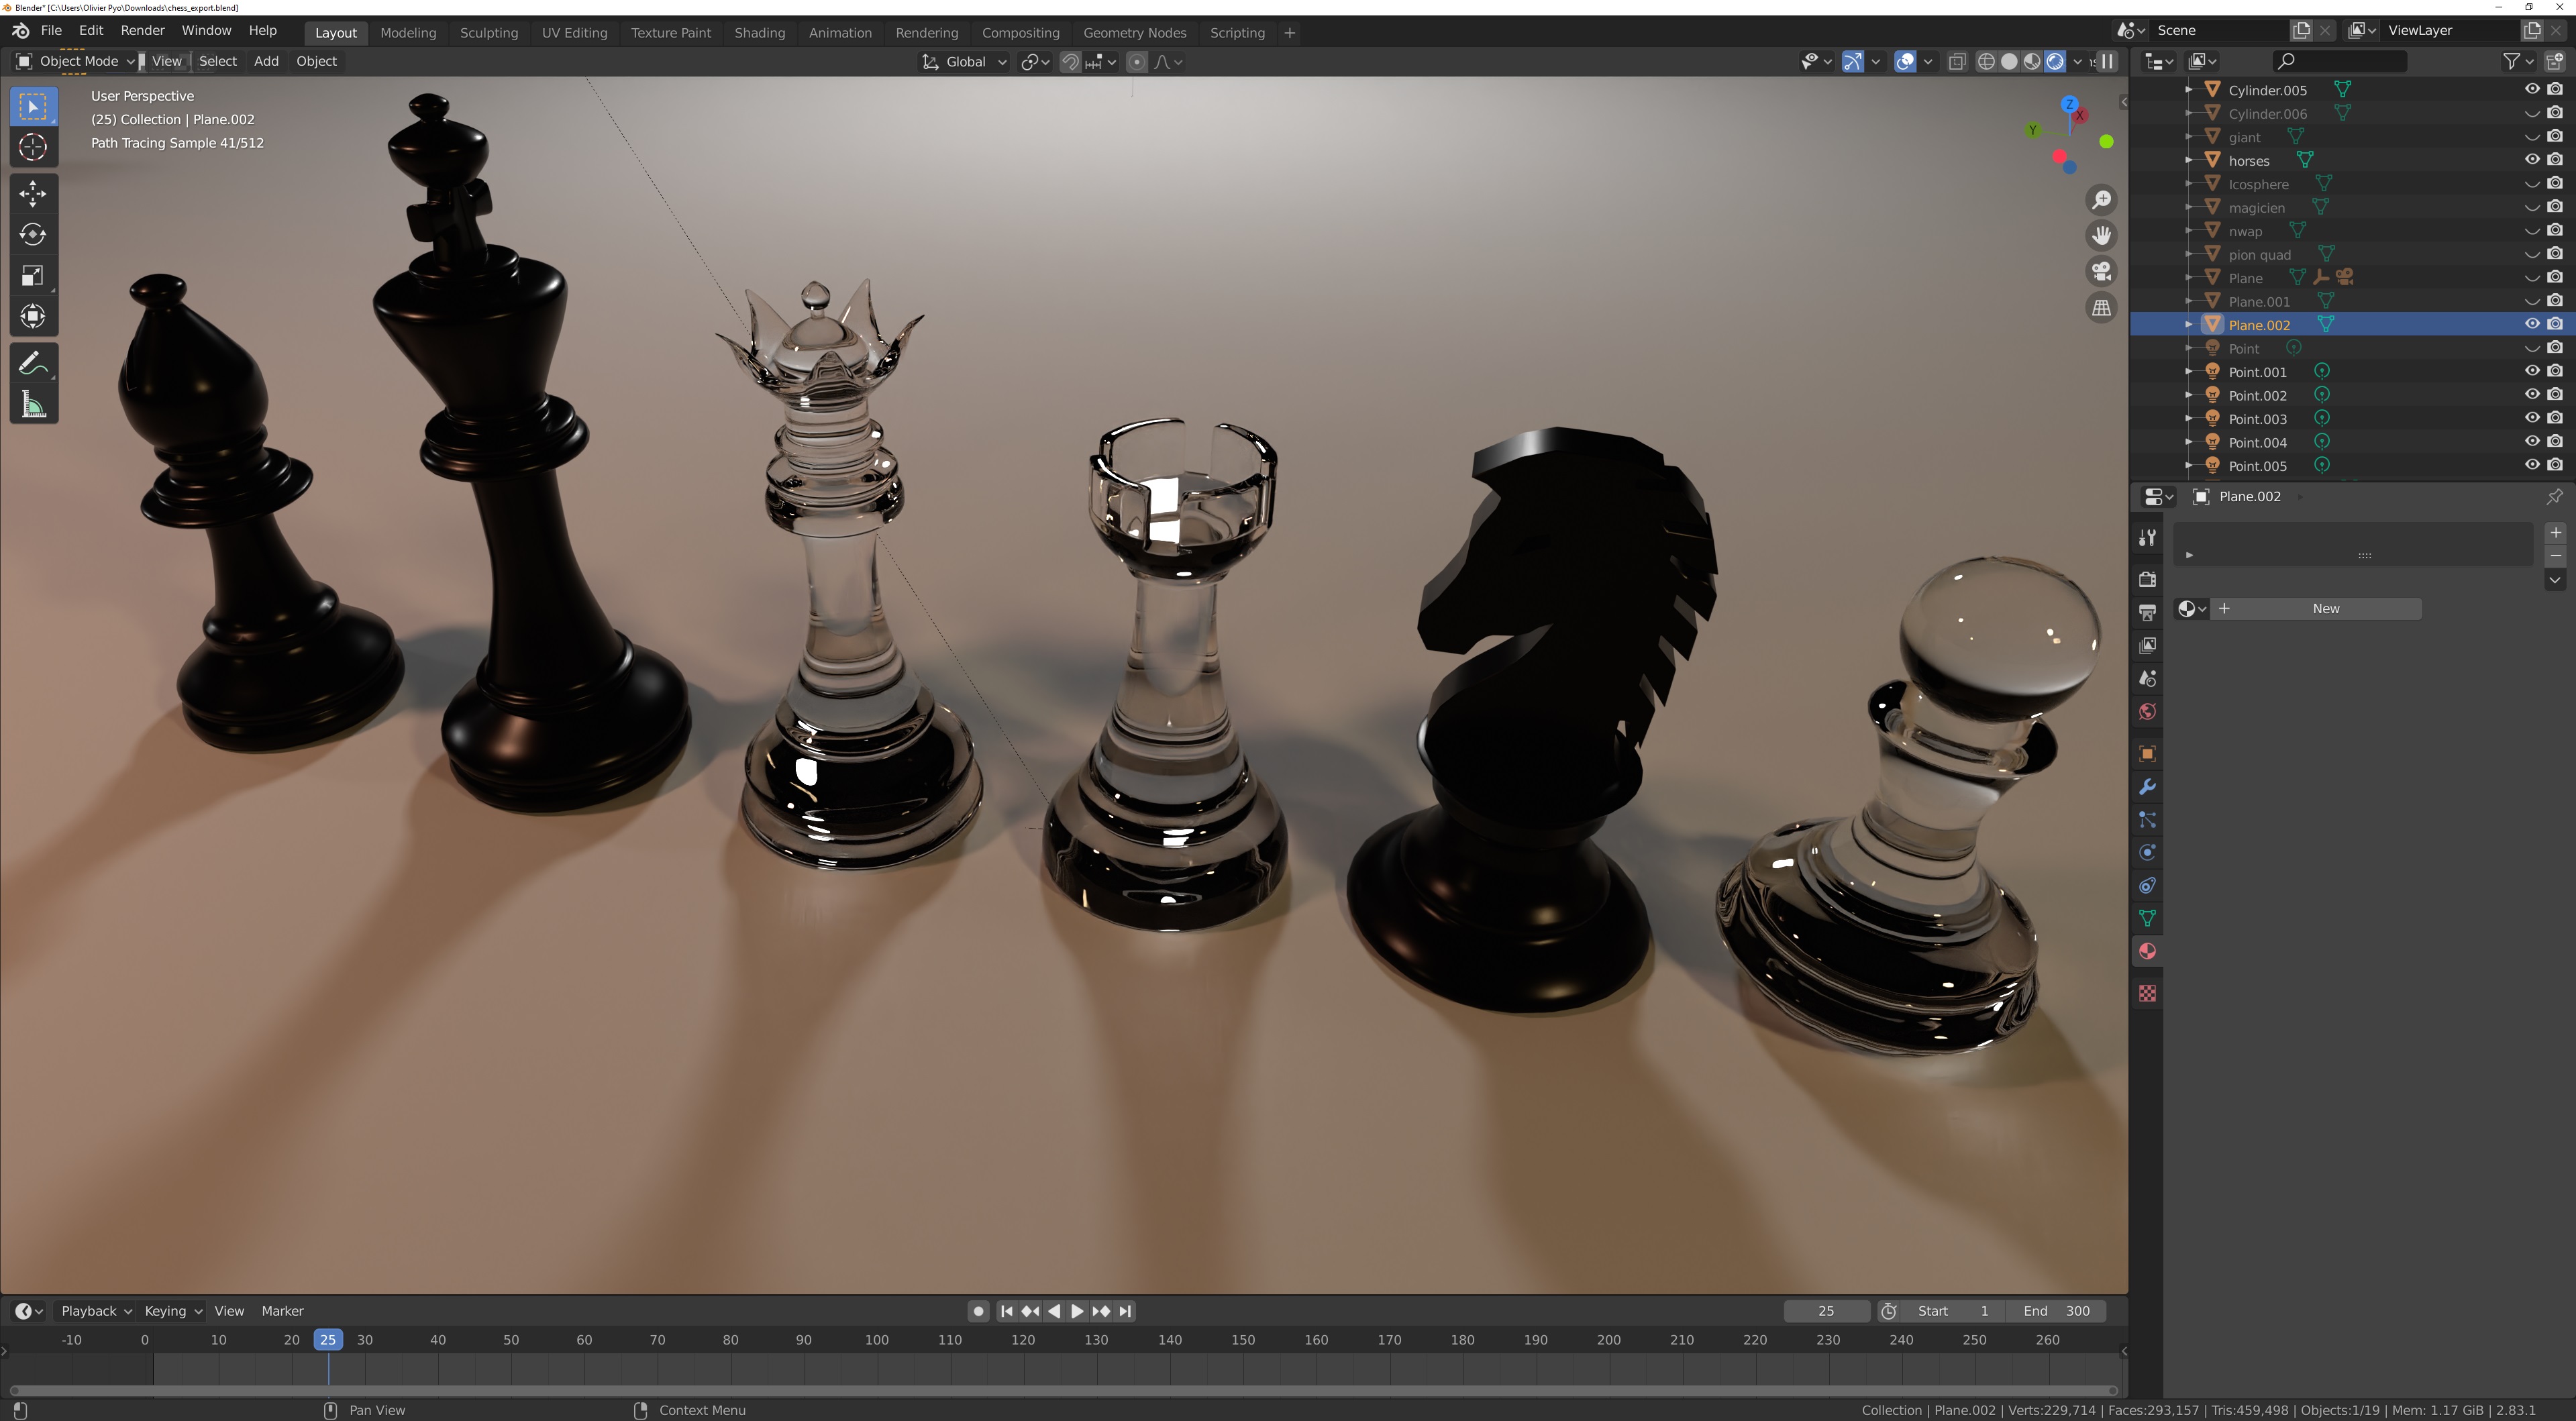 Blender* [C:\Users\Olivier Pyo\Downloads\chess_export.blend]
File Edit Render Window Help Layout Modeling Sculpting UV Editing Texture Paint Shading Animation Rendering Compositing Geometry Nodes Scripting + Scene ViewLayer
Object Mode View Select Add Object Global
User Perspective
(25) Collection | Plane.002
Path Tracing Sample 41/512
Z
X
Y
Cylinder.005
Cylinder.006
giant
horses
Icosphere
magicien
nwap
pion quad
Plane
Plane.001
Plane.002
Point
Point.001
Point.002
Point.003
Point.004
Point.005
Plane.002
New
Playback Keying View Marker 25 Start 1 End 300
-10 0 10 20 25 30 40 50 60 70 80 90 100 110 120 130 140 150 160 170 180 190 200 210 220 230 240 250 260
Pan View Context Menu Collection | Plane.002 | Verts:229,714 | Faces:293,157 | Tris:459,498 | Objects:1/19 | Mem: 1.17 GiB | 2.83.1